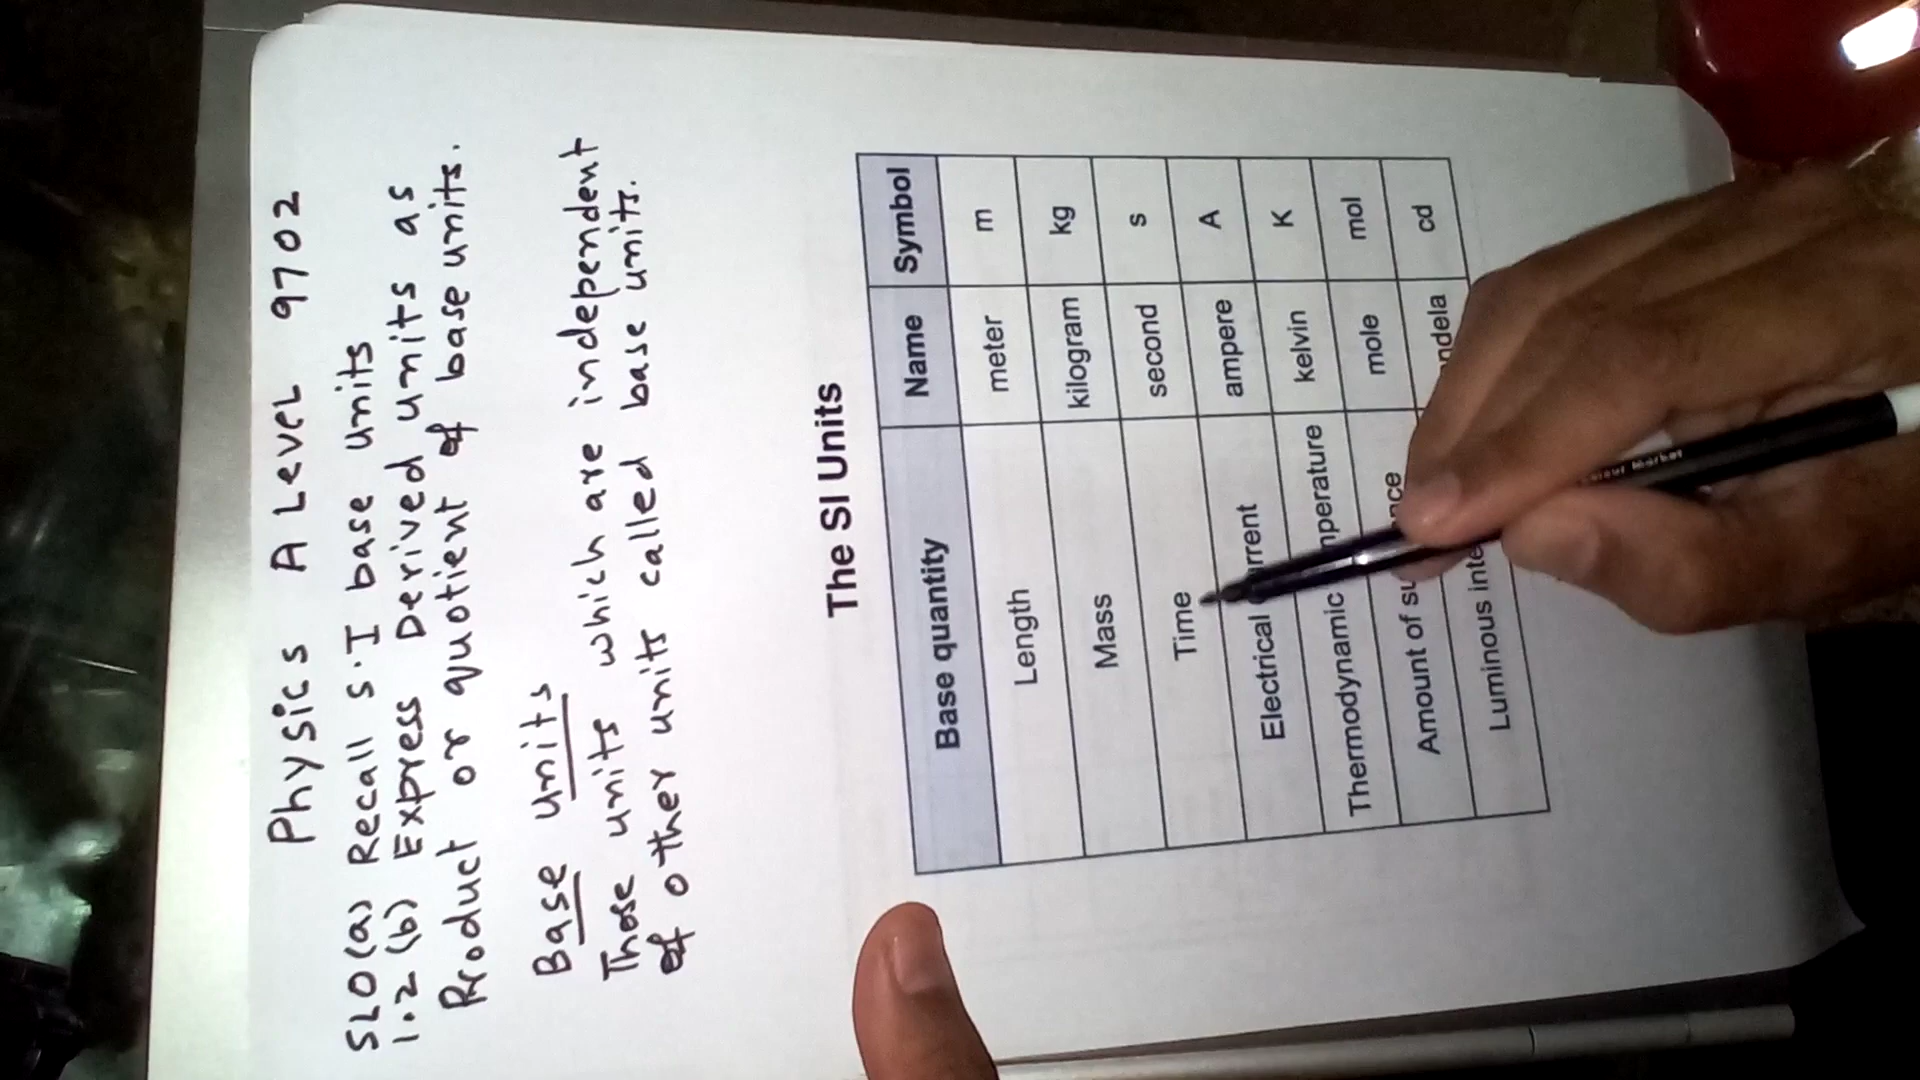 Physics A Level 9702
SLO (a) Recall S.I base units
1.2 (b) Express Derived units as
Product or quotient of base units.
Base units
Those units which are independent
of other units called base units.
The SI Units
Base quantity Name Symbol
Length meter m
Mass kilogram kg
Time second s
Electrical ampere A
Thermodynamic kelvin K
Amount of mole mol
Luminous cd
Market